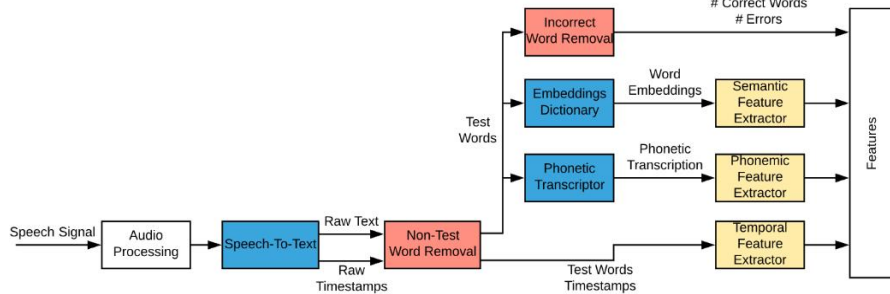 # Correct Words
# Errors
Incorrect
Word Removal
Word
Embeddings
Embeddings
Dictionary
Semantic
Feature
Extractor
Test
Words
Phonetic
Transcription
Phonetic
Transcriptor
Phonemic
Feature
Extractor
Features
Speech Signal
Audio
Processing
Speech-To-Text
Raw Text
Raw
Timestamps
Non-Test
Word Removal
Test Words
Timestamps
Temporal
Feature
Extractor